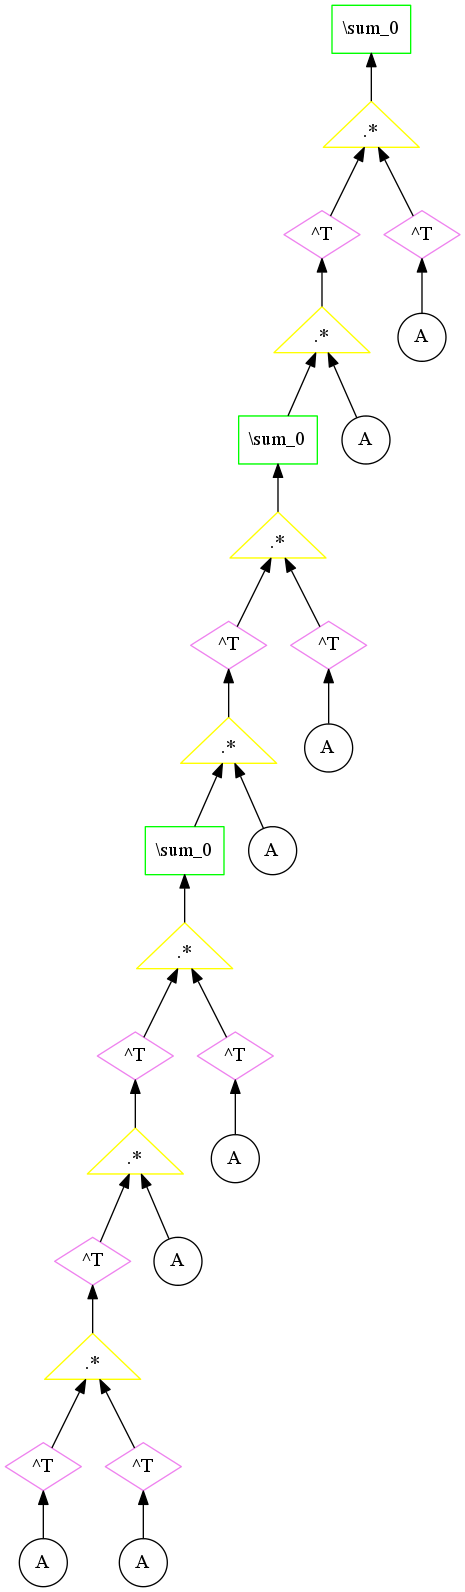 \sum_0
.*
^T ^T
.* A
\sum_0 A
.*
^T ^T
.* A
\sum_0 A
.*
^T ^T
.* A
^T A
.*
^T ^T
A A